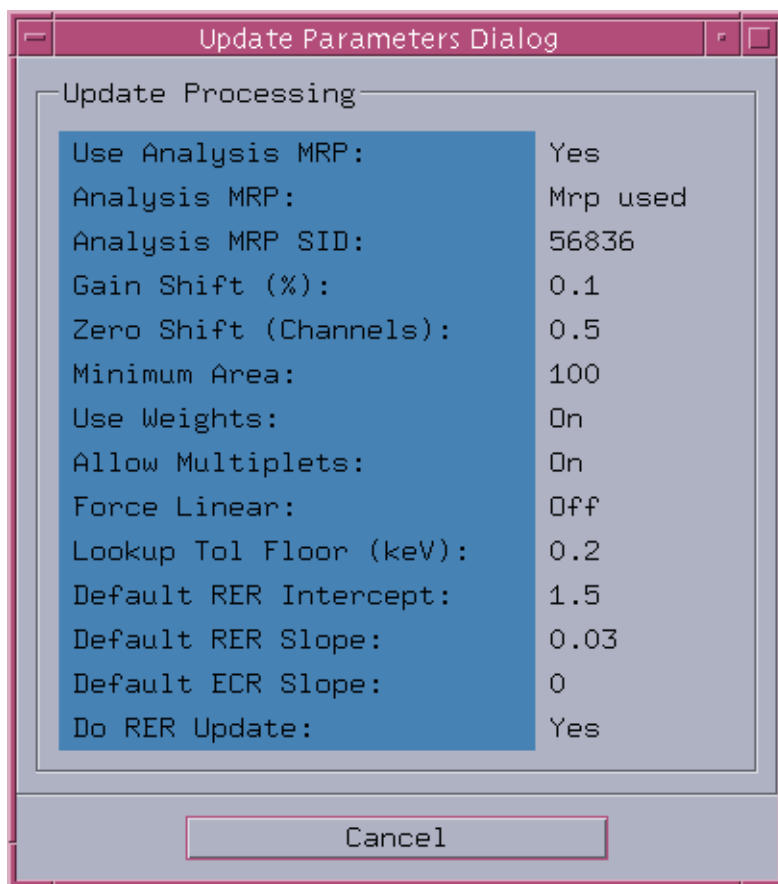 Update Parameters Dialog
Update Processing
Use Analysis MRP: Yes
Analysis MRP: Mrp used
Analysis MRP SID: 56836
Gain Shift (%): 0.1
Zero Shift (Channels): 0.5
Minimum Area: 100
Use Weights: On
Allow Multiplets: On
Force Linear: Off
Lookup Tol Floor (keV): 0.2
Default RER Intercept: 1.5
Default RER Slope: 0.03
Default ECR Slope: 0
Do RER Update: Yes
Cancel